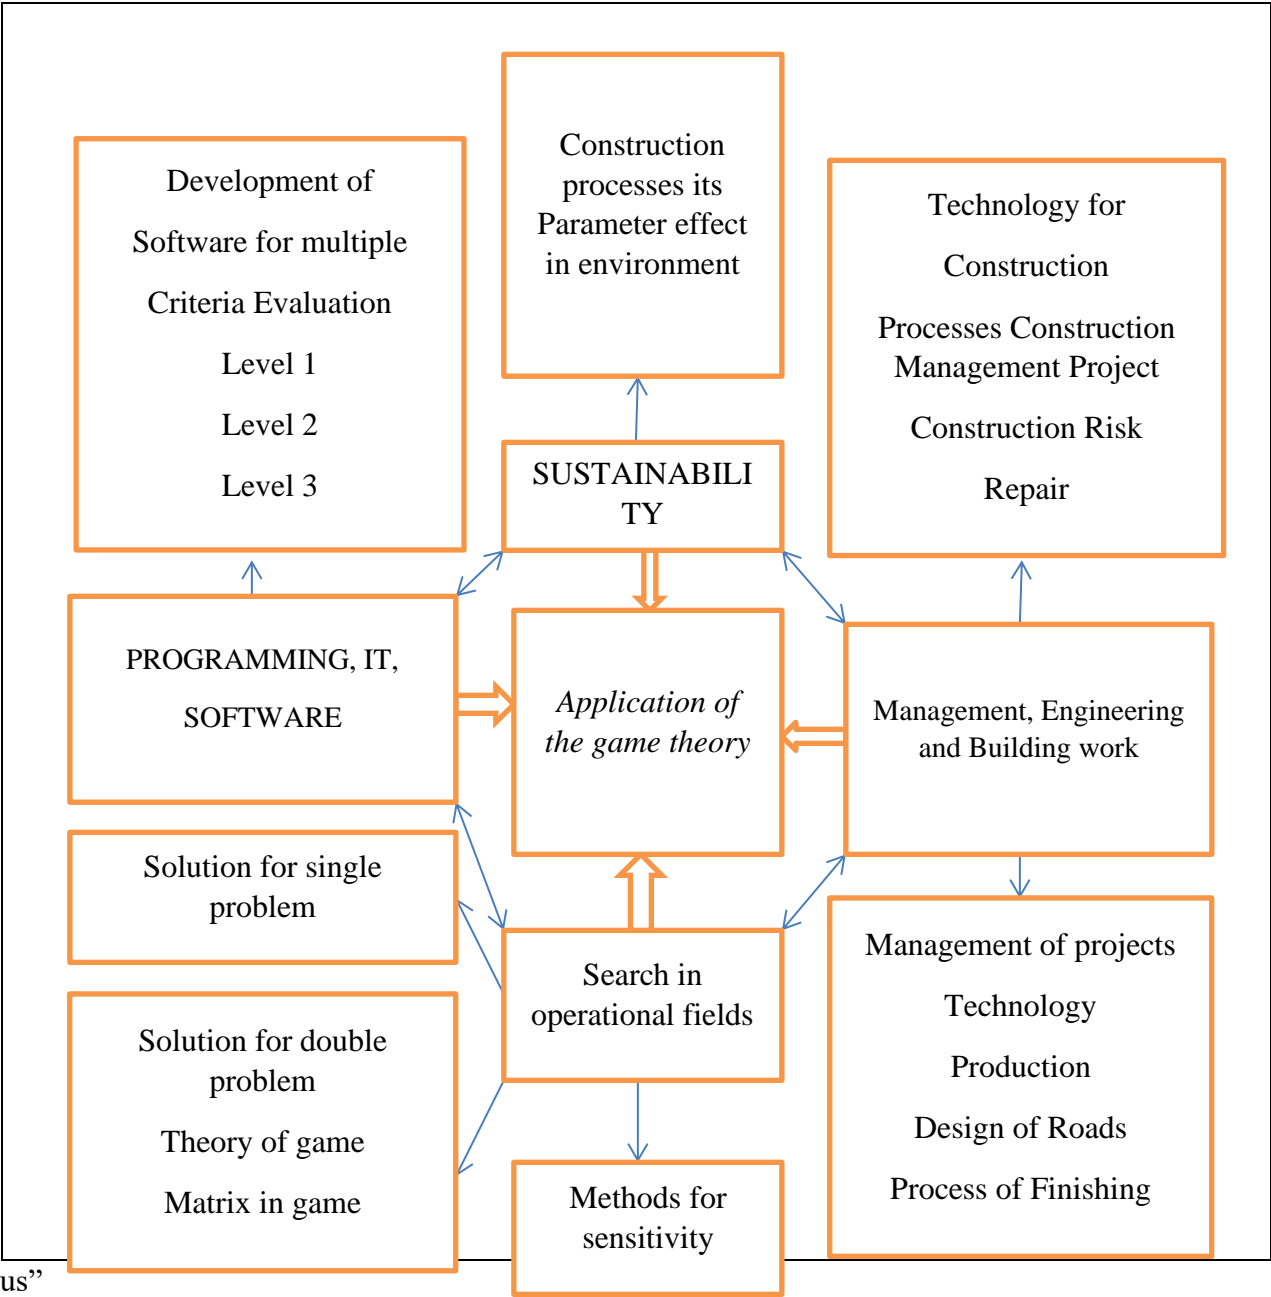 Construction
processes its
Parameter effect
in environment
Development of
Software for multiple
Criteria Evaluation
Level 1
Level 2
Level 3
Technology for
Construction
Processes Construction
Management Project
Construction Risk
Repair
SUSTAINABILI
TY
PROGRAMMING, IT,
SOFTWARE
Application of
the game theory
Management, Engineering
and Building work
Solution for single
problem
Search in
operational fields
Management of projects
Technology
Production
Design of Roads
Process of Finishing
Solution for double
problem
Theory of game
Matrix in game
Methods for
sensitivity
us”